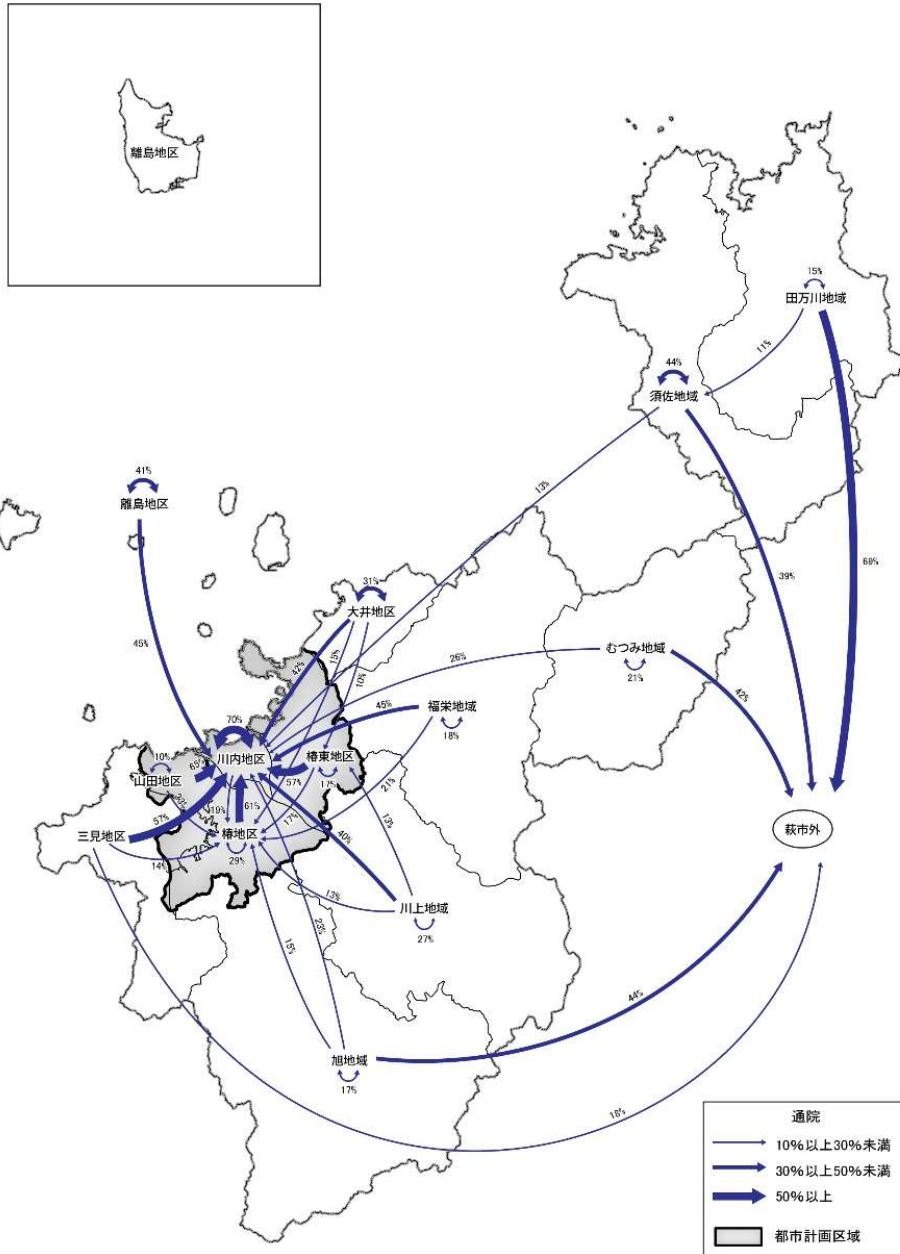 離島地区
15%
田万川地域
11%
44%
須佐地域
13%
41%
離島地区
69%
39%
31%
大井地区
45%
42%
15%
10%
26%
むつみ地域
21%
42%
70%
45%
福栄地域
18%
川内地区
椿東地区
10%
山田地区
57%
17%
21%
19%
61%
57%
17%
三見地区
椿地区
29%
14%
40%
13%
萩市外
13%
川上地域
27%
15%
23%
44%
旭地域
17%
18%
通院
10%以上30%未満
30%以上50%未満
50%以上
都市計画区域